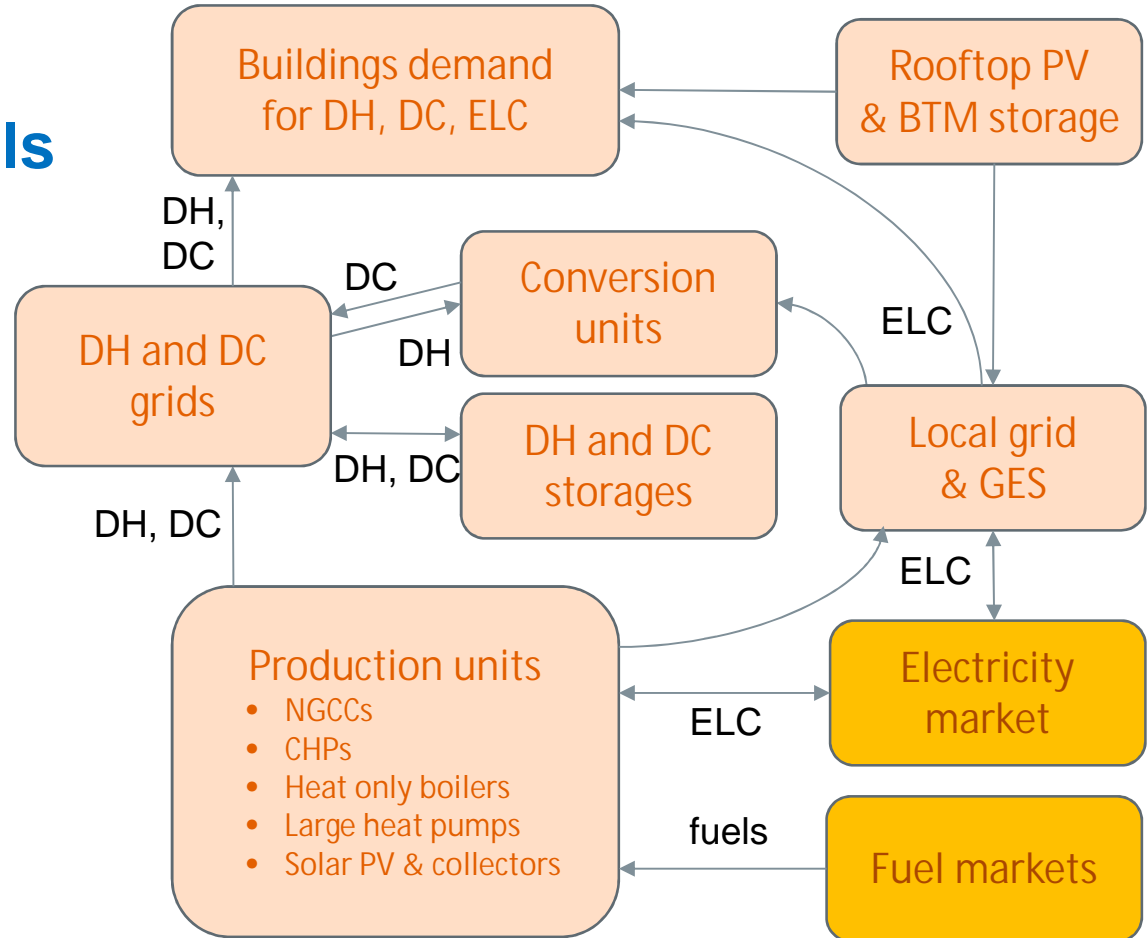 ls
Buildings demand
for DH, DC, ELC
Rooftop PV
& BTM storage
DH,
DC
DC
Conversion
units
DH
ELC
DH and DC
grids
DH and DC
storages
DH, DC
Local grid
& GES
DH, DC
ELC
Production units
• NGCCs
• CHPs
• Heat only boilers
• Large heat pumps
• Solar PV & collectors
ELC
Electricity
market
fuels
Fuel markets